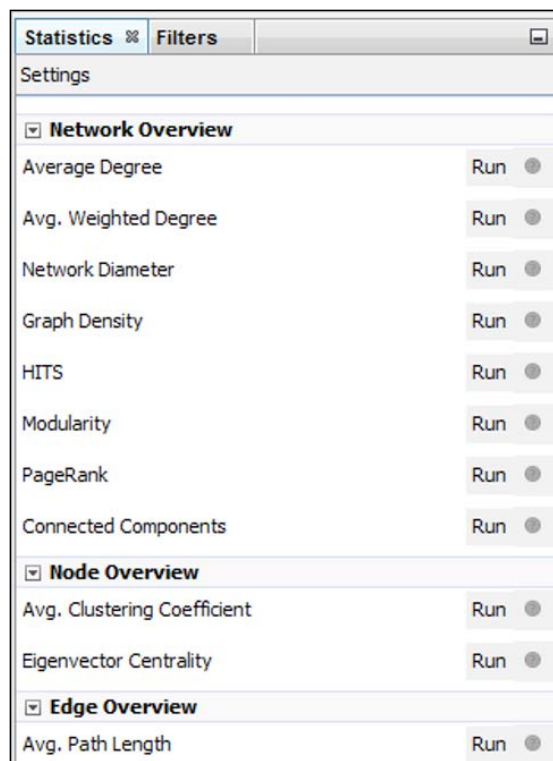 Statistics Filters
Settings
Network Overview
Average Degree Run
Avg. Weighted Degree Run
Network Diameter Run
Graph Density Run
HITS Run
Modularity Run
PageRank Run
Connected Components Run
Node Overview
Avg. Clustering Coefficient Run
Eigenvector Centrality Run
Edge Overview
Avg. Path Length Run